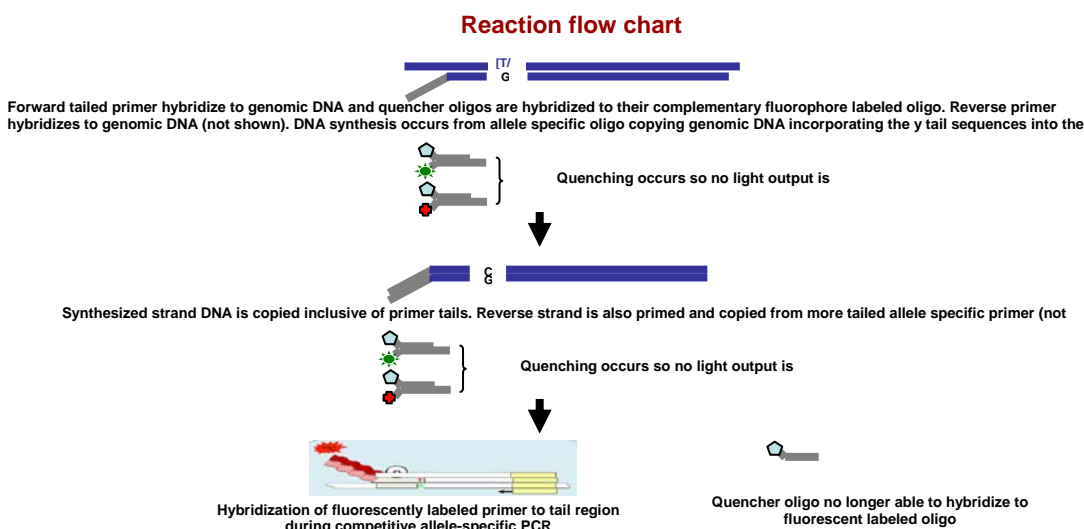 Reaction flow chart
[T/
G
Forward tailed primer hybridize to genomic DNA and quencher oligos are hybridized to their complementary fluorophore labeled oligo. Reverse primer
hybridizes to genomic DNA (not shown). DNA synthesis occurs from allele specific oligo copying genomic DNA incorporating the y tail sequences into the
Quenching occurs so no light output is
C
G
Synthesized strand DNA is copied inclusive of primer tails. Reverse strand is also primed and copied from more tailed allele specific primer (not
Quenching occurs so no light output is
Hybridization of fluorescently labeled primer to tail region
during competitive allele-specific PCR
Quencher oligo no longer able to hybridize to
fluorescent labeled oligo